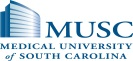 MUSC
MEDICAL UNIVERSITY
OF SOUTH CAROLINA